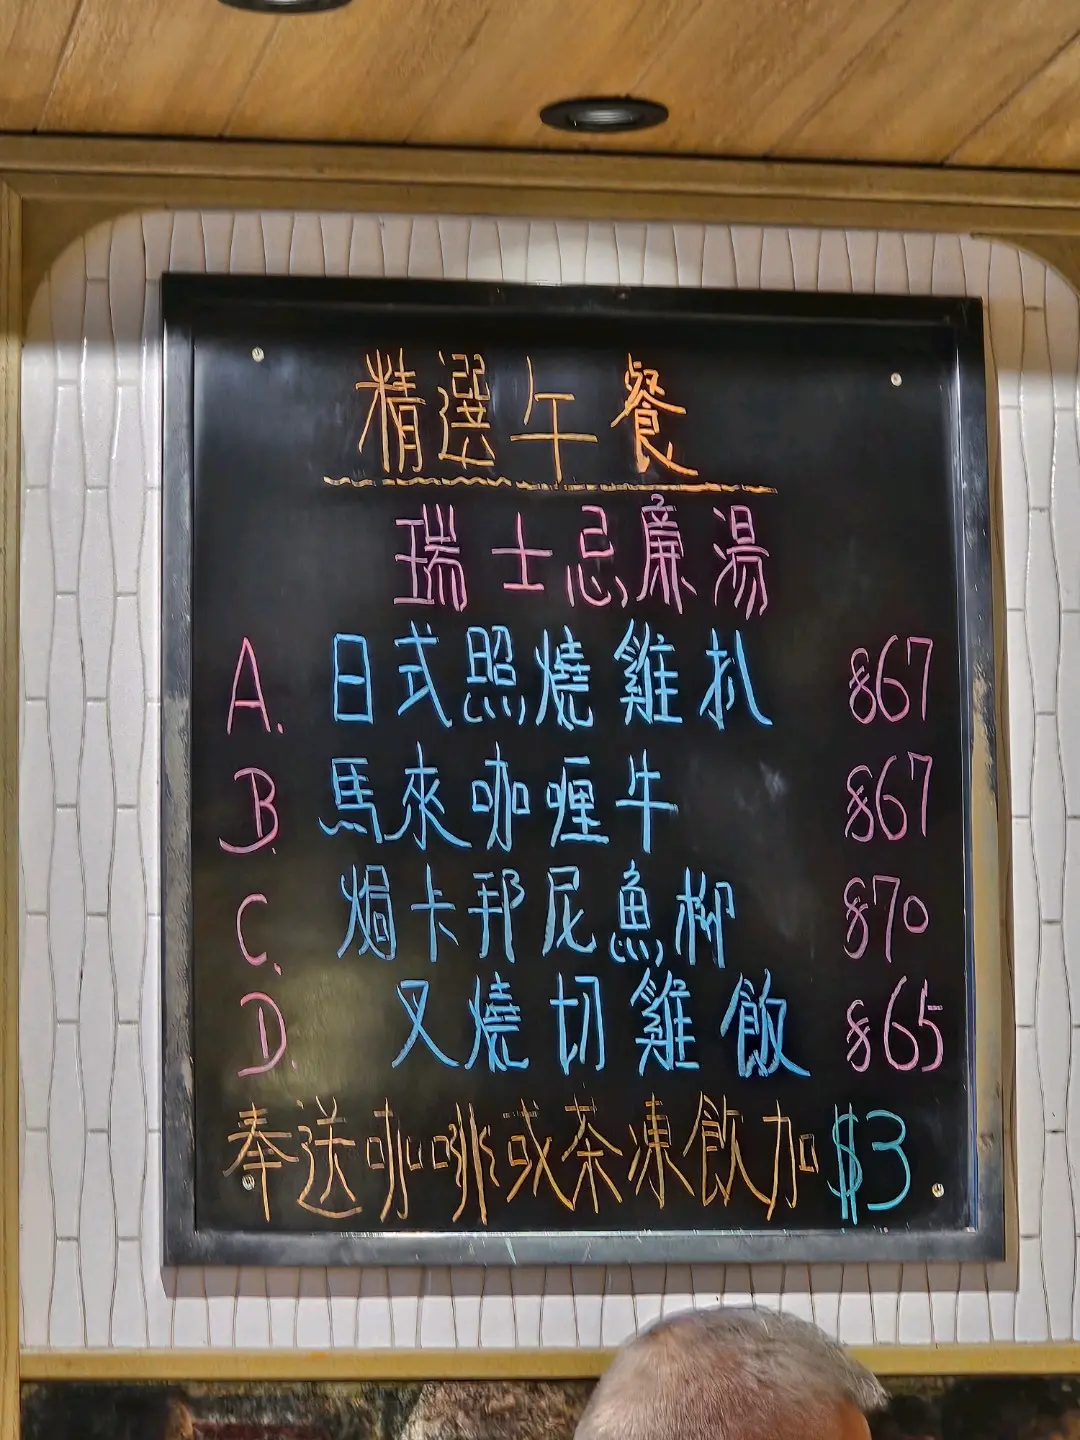 精選午餐
瑞士忌廉湯
A. 日式照燒雞扒 $67
B. 馬來咖喱牛 $67
C. 焗卡邦尼魚柳 $70
D. 叉燒切雞飯 $65
奉送咖啡或茶凍飲加$3